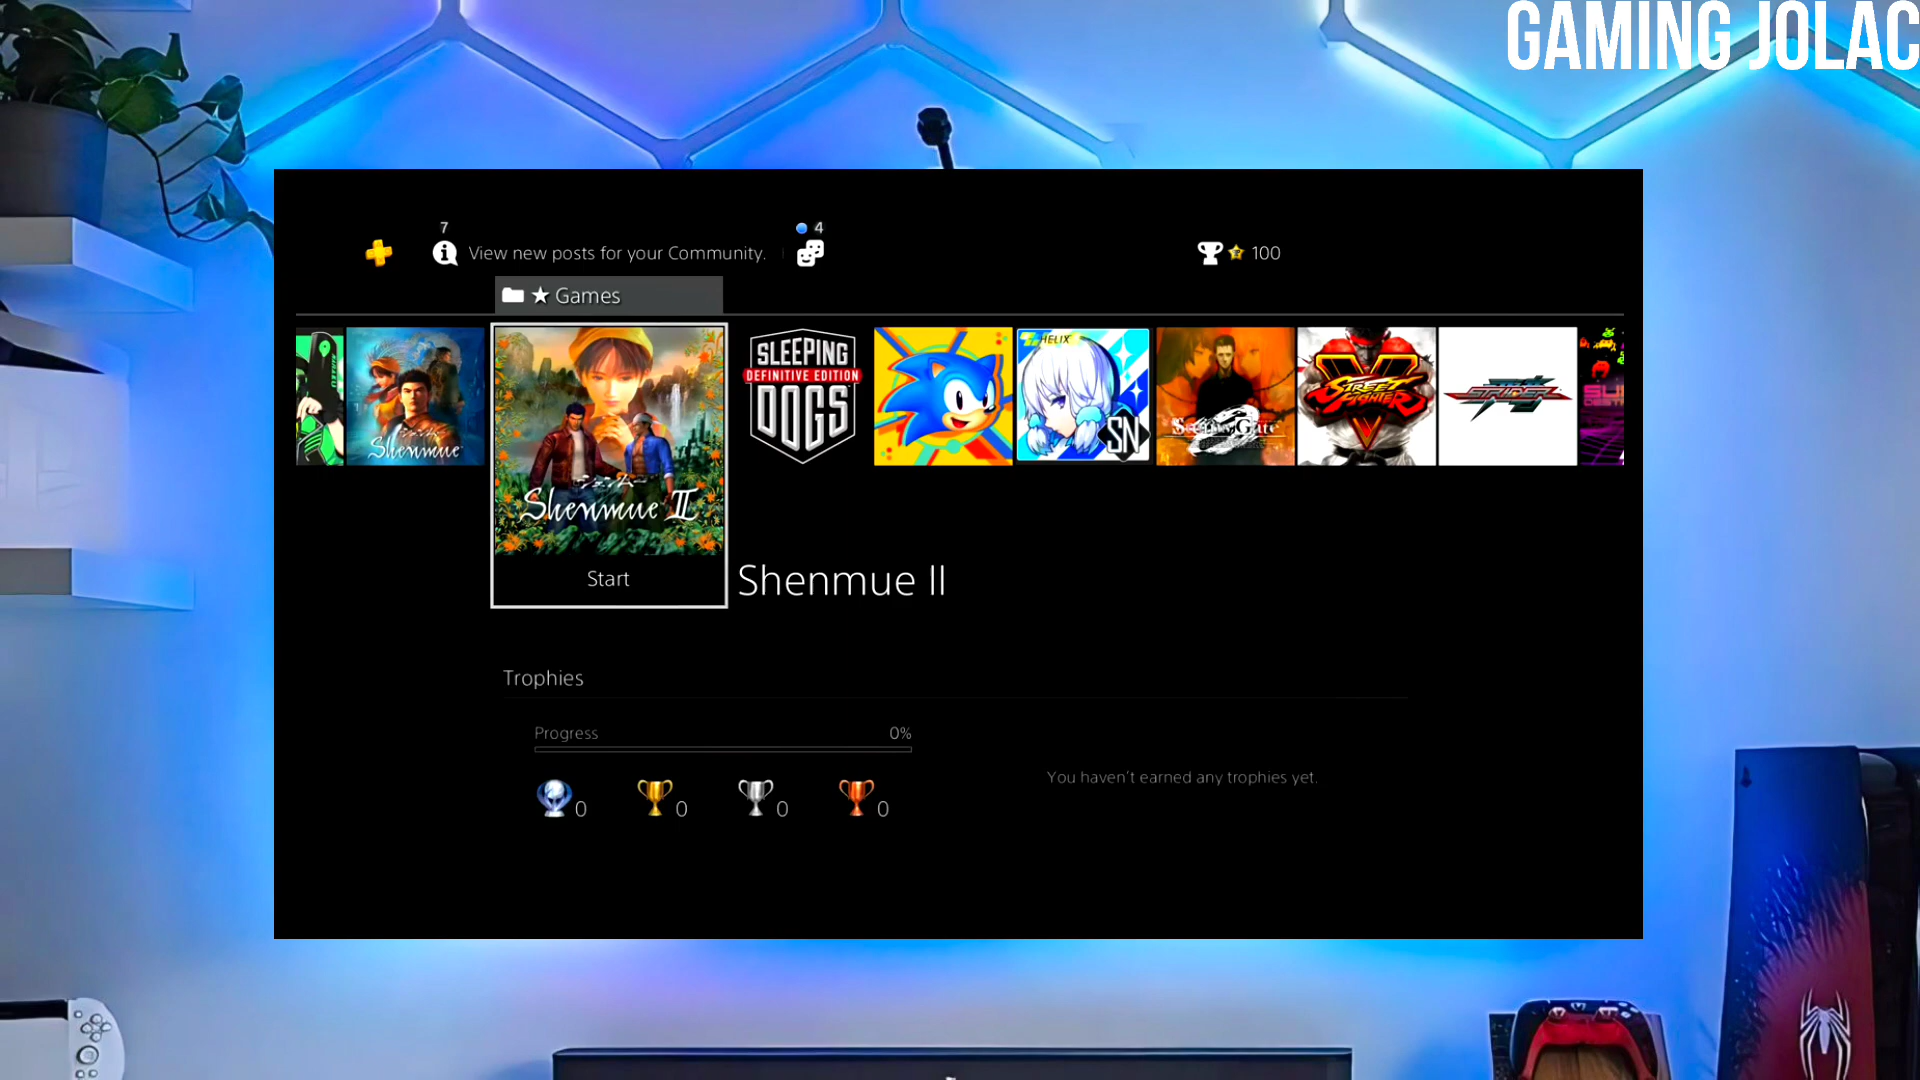 GAMING JOLAC
7
4
View new posts for your Community.
100
★ Games
Shenmue
Shenmue II
SLEEPING
DEFINITIVE EDITION
DOGS
HELIX
SN
STREET
FIGHTER
V
Start
Shenmue II
Trophies
Progress
0%
0
0
0
0
You haven't earned any trophies yet.